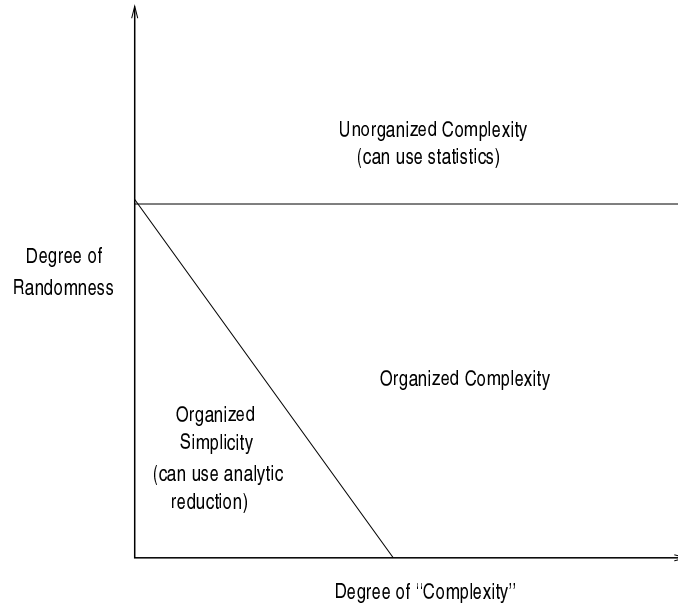 Unorganized Complexity
(can use statistics)
Degree of
Randomness
Organized Complexity
Organized
Simplicity
(can use analytic
reduction)
Degree of “Complexity”